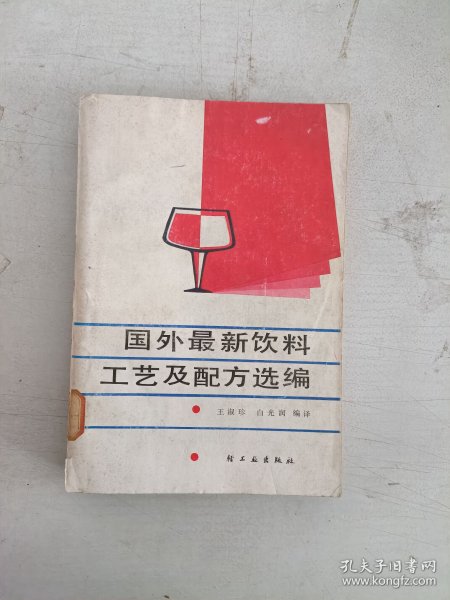 国外最新饮料
工艺及配方选编
王淑珍 白光润 编译
轻工业出版社
孔夫子旧书网
www.kongfz.com